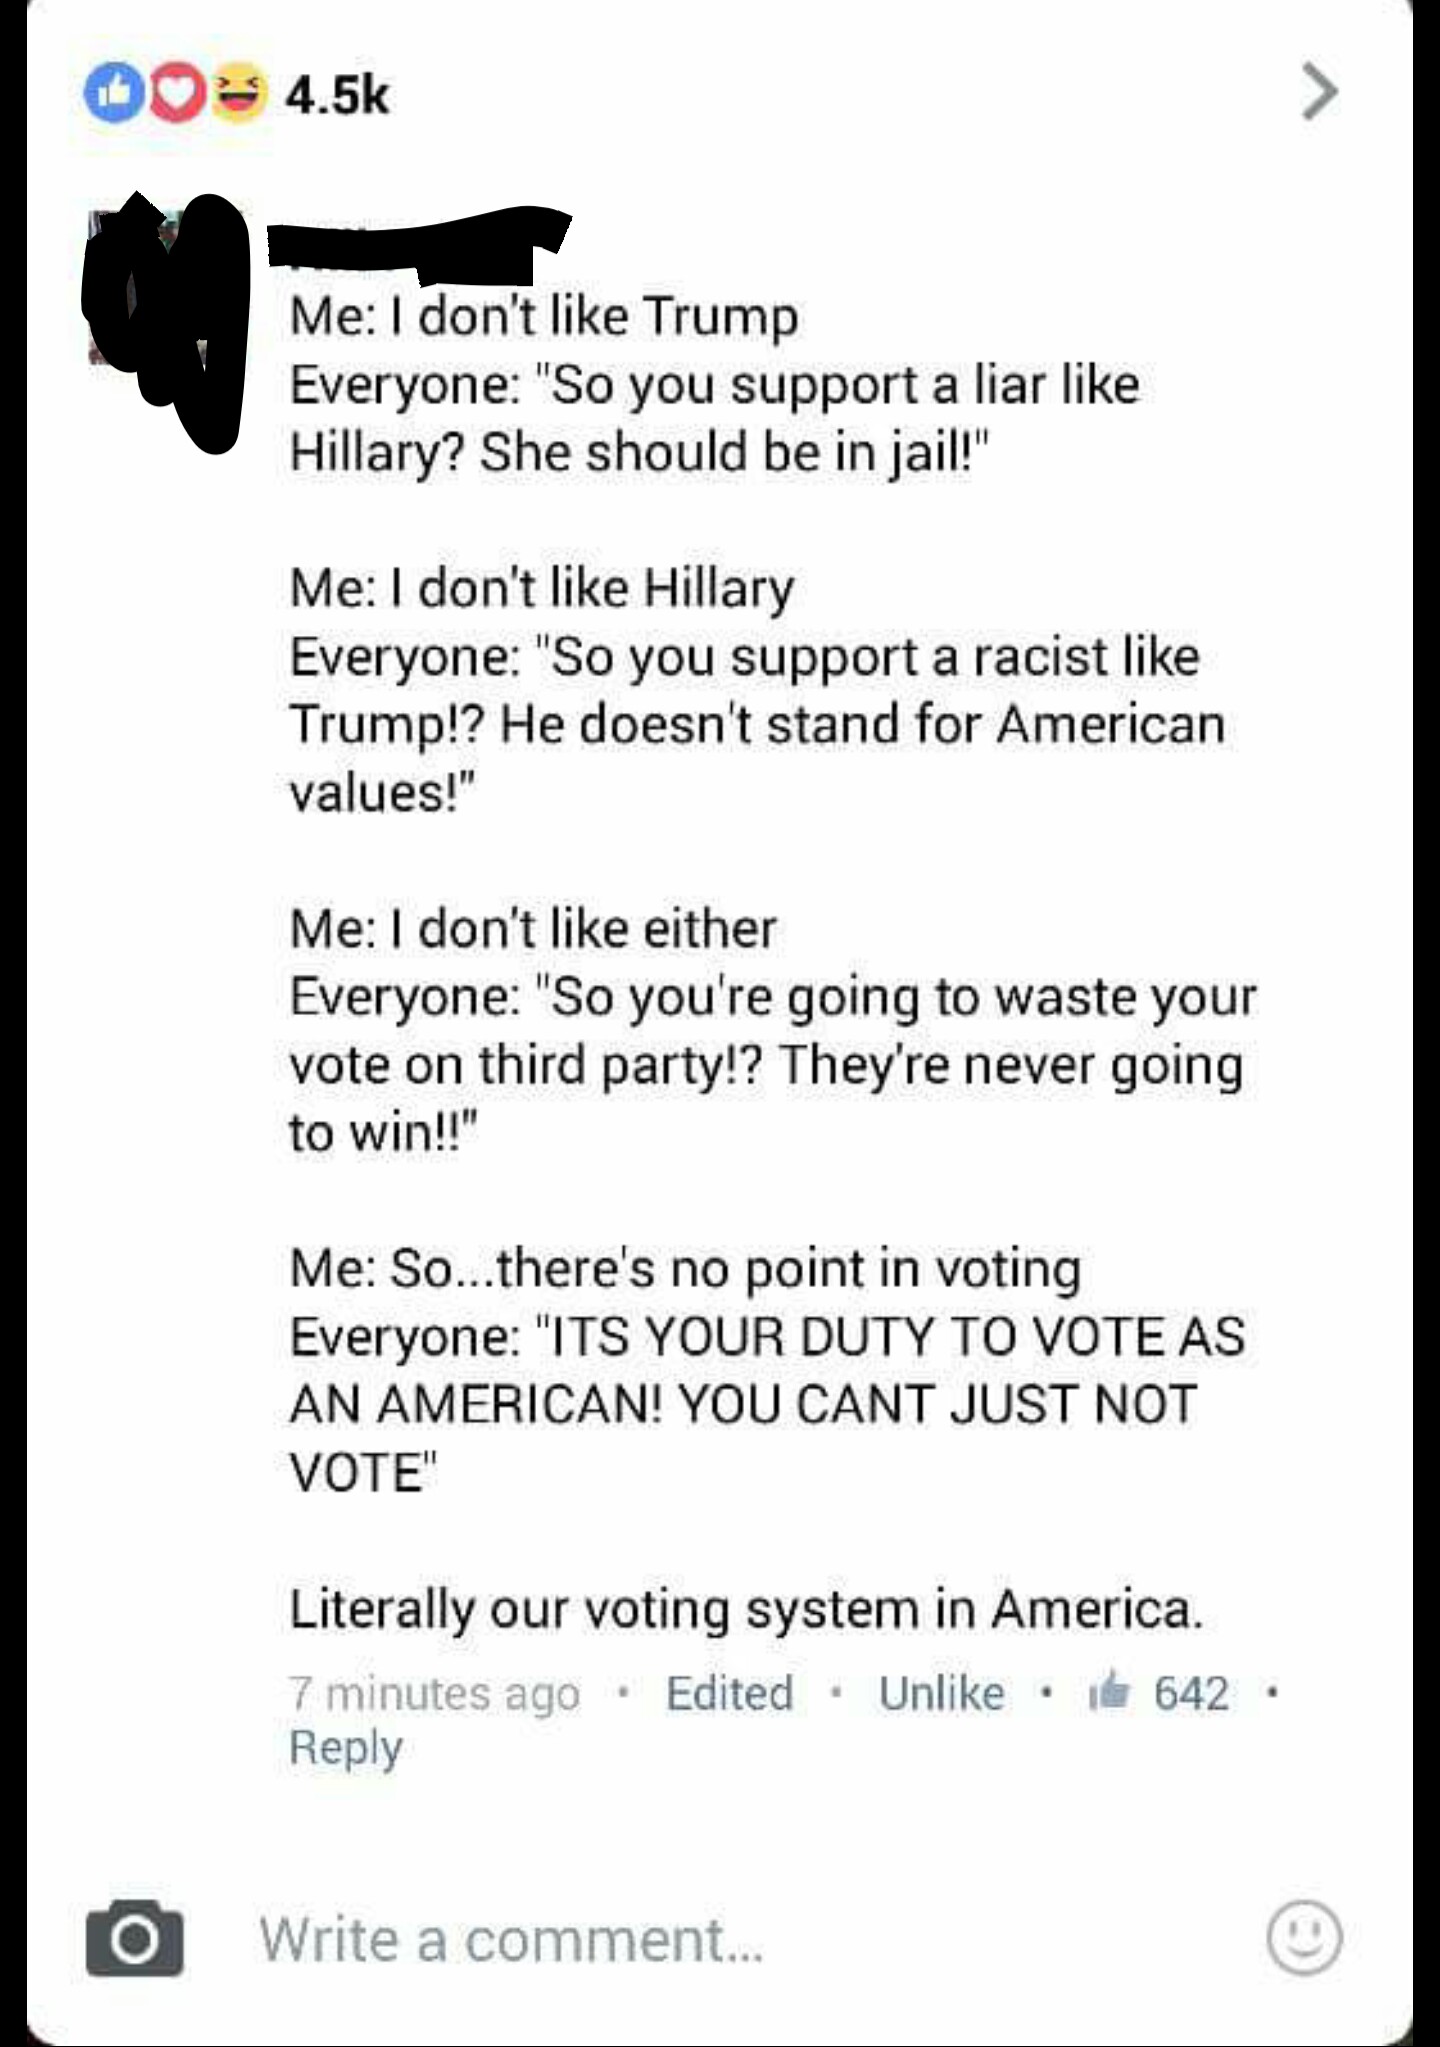 4.5k
Me: I don't like Trump
Everyone: "So you support a liar like
Hillary? She should be in jail!"
Me: I don't like Hillary
Everyone: "So you support a racist like
Trump!? He doesn't stand for American
values!"
Me: I don't like either
Everyone: "So you're going to waste your
vote on third party!? They're never going
to win!!"
Me: So...there's no point in voting
Everyone: "ITS YOUR DUTY TO VOTE AS
AN AMERICAN! YOU CANT JUST NOT
VOTE"
Literally our voting system in America.
7 minutes ago • Edited • Unlike • 642 •
Reply
Write a comment...